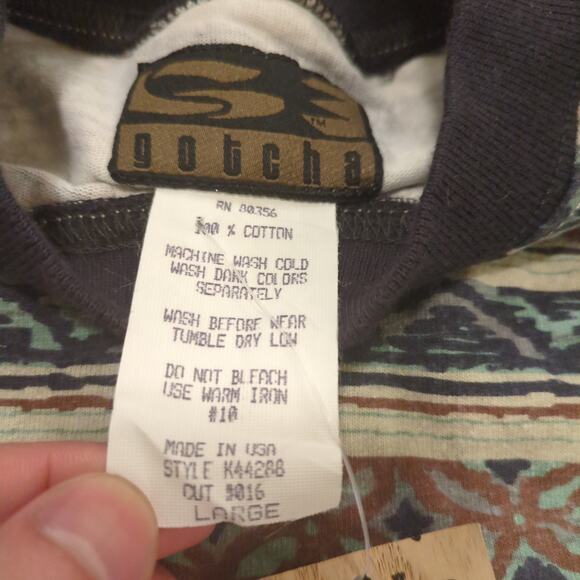 TM
gotcha
RN 80356
100 % COTTON
MACHINE WASH COLD
WASH DARK COLORS
SEPARATELY
WASH BEFORE WEAR
TUMBLE DRY LOW
DO NOT BLEACH
USE WARM IRON
#10
MADE IN USA
STYLE K44288
CUT #016
LARGE